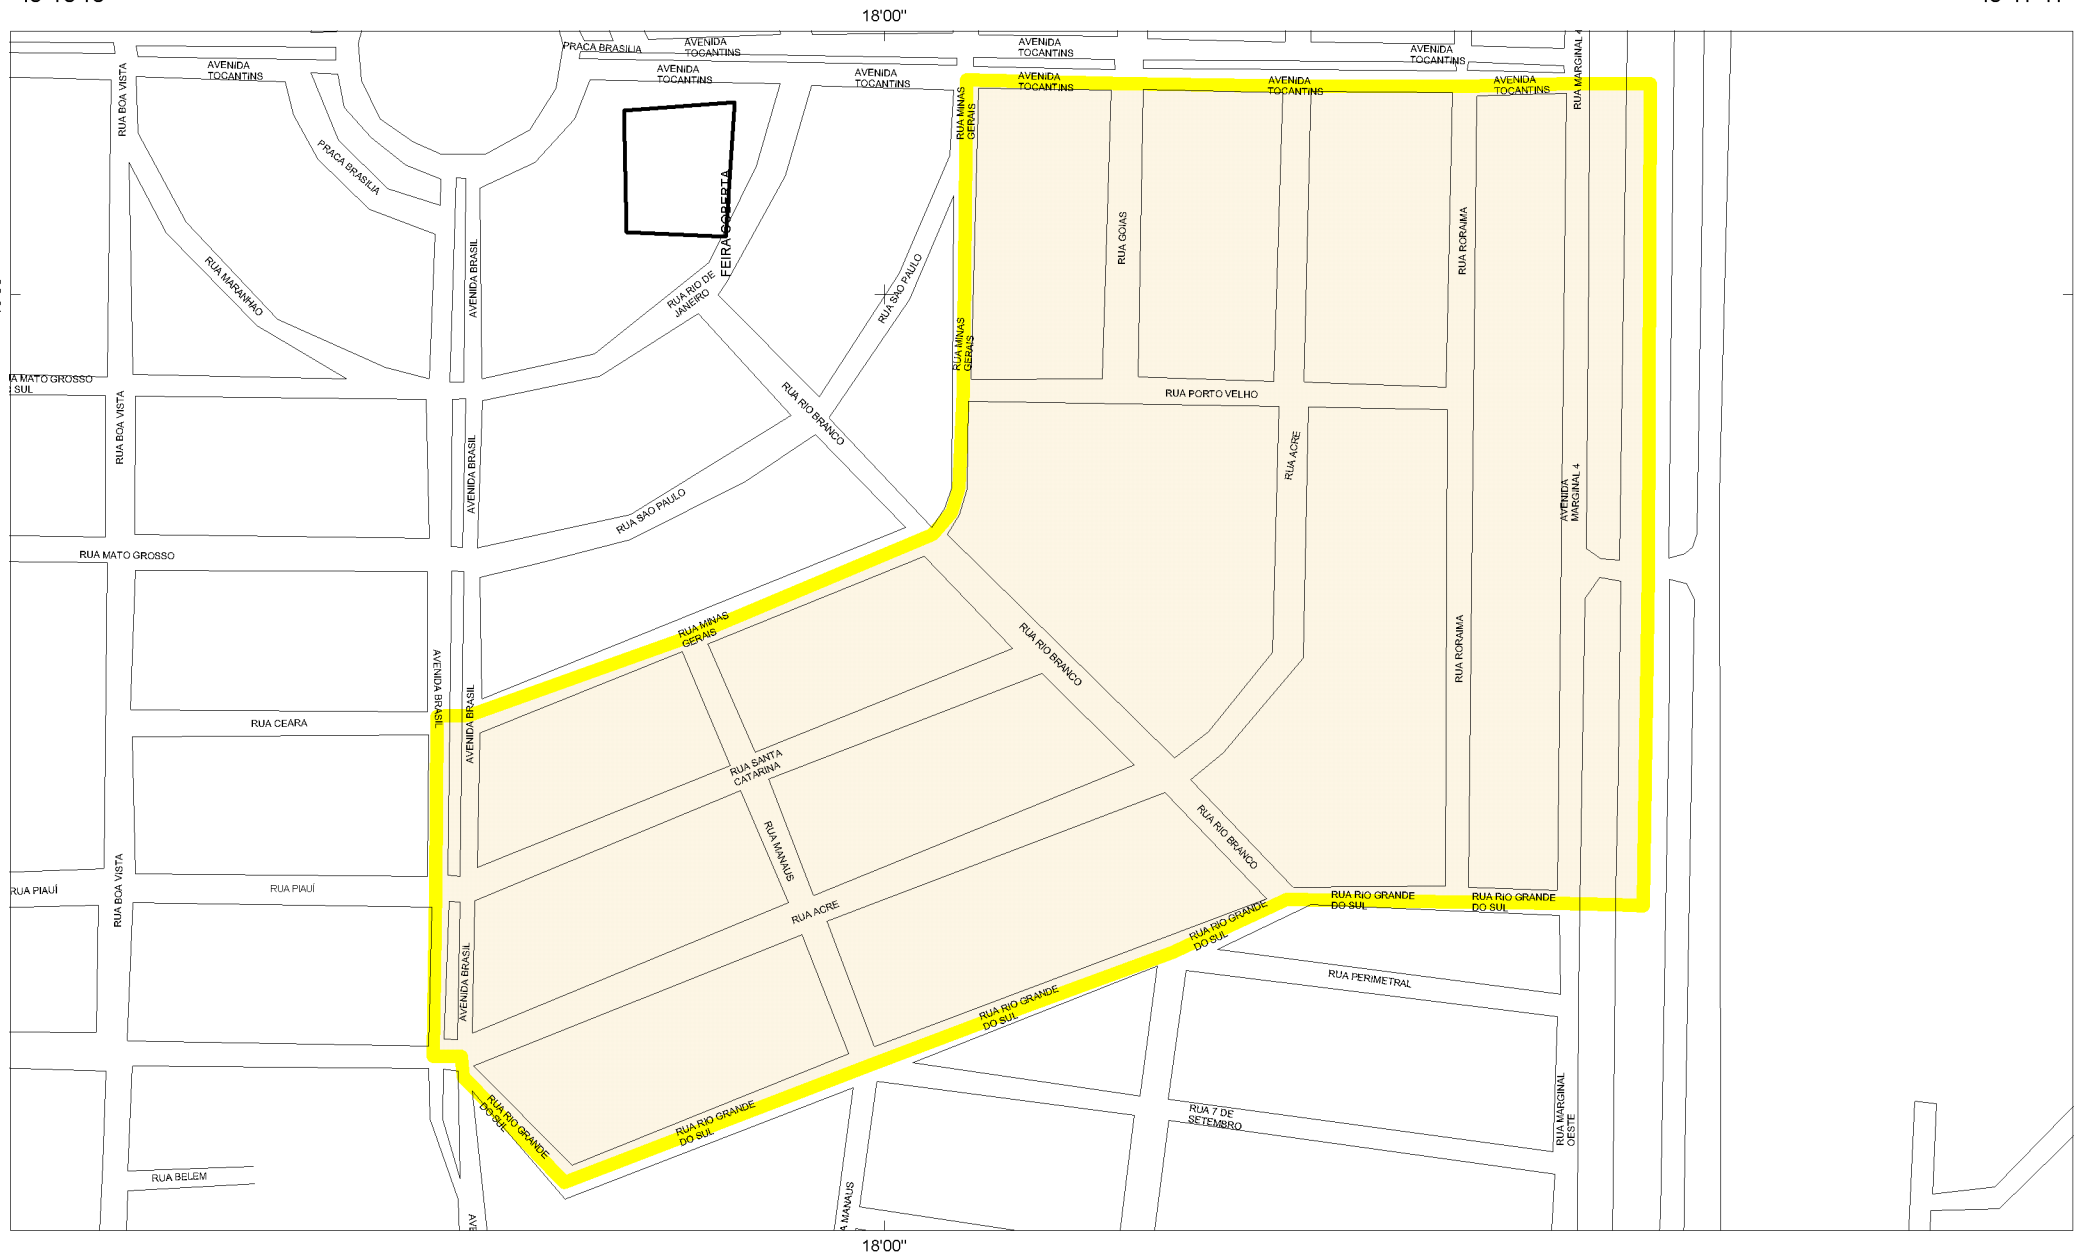 18'00"
PRACA BRASILIA
AVENIDA
TOCANTINS
AVENIDA
TOCANTINS
AVENIDA
TOCANTINS
AVENIDA
TOCANTINS
AVENIDA
TOCANTINS
AVENIDA
TOCANTINS
AVENIDA
TOCANTINS
AVENIDA
TOCANTINS
AVENIDA
TOCANTINS
RUA BOA VISTA
RUA MINAS
GERAIS
PRACA BRASILIA
FEIRA COBERTA
RUA GOIAS
RUA RORAIMA
RUA MARANHAO
AVENIDA BRASIL
RUA RIO DE
JANEIRO
RUA SAO PAULO
RUA MINAS
GERAIS
MATO GROSSO
SUL
RUA BOA VISTA
RUA RIO BRANCO
RUA PORTO VELHO
AVENIDA BRASIL
RUA ACRE
AVENIDA
MARGINAL 4
RUA SAO PAULO
RUA MATO GROSSO
RUA MINAS
GERAIS
RUA RIO BRANCO
RUA RORAIMA
AVENIDA BRASIL
AVENIDA BRASIL
RUA CEARA
RUA SANTA
CATARINA
RUA MANAUS
RUA RIO BRANCO
RUA PIAUÍ
RUA BOA VISTA
RUA PIAUÍ
RUA ACRE
RUA RIO GRANDE
DO SUL
RUA RIO GRANDE
DO SUL
RUA RIO GRANDE
DO SUL
AVENIDA BRASIL
RUA PERIMETRAL
RUA RIO GRANDE
DO SUL
RUA RIO GRANDE
DO SUL
RUA RIO GRANDE
DO SUL
RUA 7 DE
SETEMBRO
RUA MARGINAL
OESTE
RUA BELEM
MANAUS
18'00"